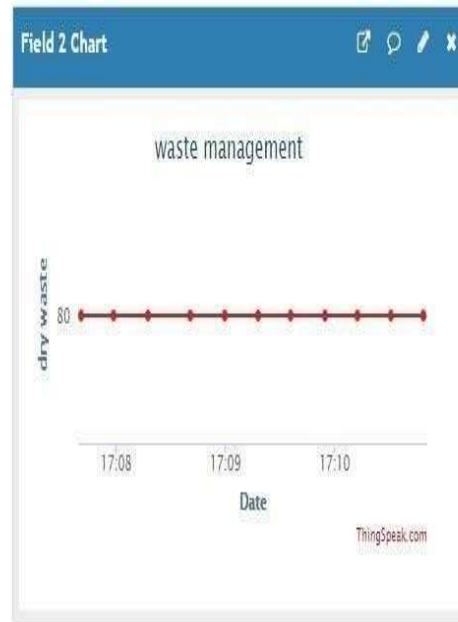 Field 2 Chart
waste management
dry waste
80
17:08 17:09 17:10
Date
ThingSpeak.com